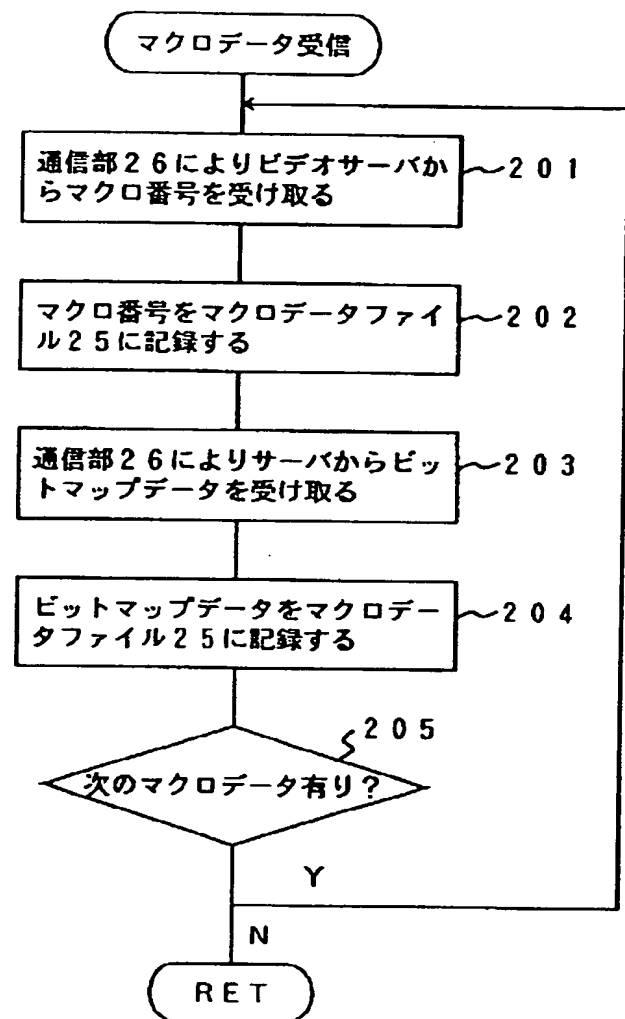 マクロデータ受信
通信部26によりビデオサーバか
らマクロ番号を受け取る
201
マクロ番号をマクロデータファイ
ル25に記録する
202
通信部26によりサーバからビッ
トマップデータを受け取る
203
ビットマップデータをマクロデー
タファイル25に記録する
204
205
次のマクロデータ有り?
Y
N
RET